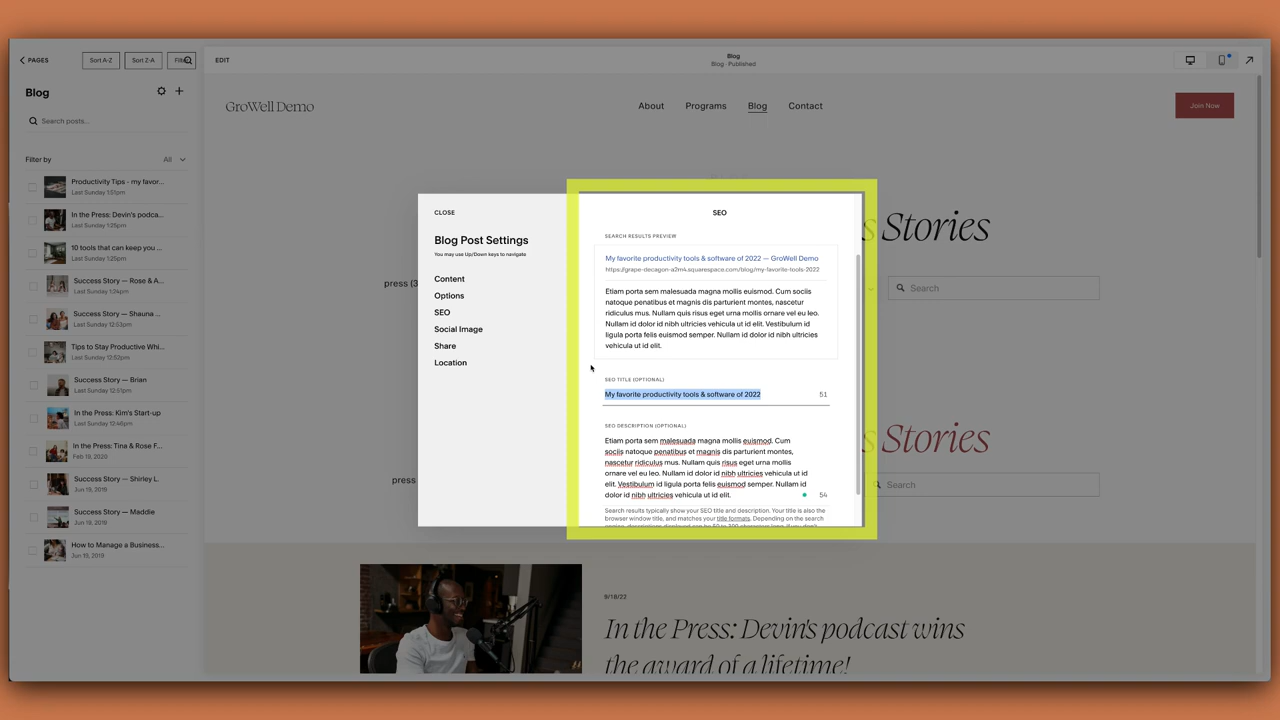 PAGES
Sort A-Z
Sort Z-A
EDIT
Blog
Blog · Published
Blog
Search posts...
Filter by
All
Productivity Tips - my favor...
Last Sunday 1:51pm
In the Press: Devin's podca...
Last Sunday 1:25pm
10 tools that can keep you ...
Last Sunday 1:25pm
Success Story — Rose & A...
Last Sunday 1:24pm
Success Story — Shauna ...
Last Sunday 12:53pm
Tips to Stay Productive Whi...
Last Sunday 12:52pm
Success Story — Brian
Last Sunday 12:51pm
In the Press: Kim's Start-up
Last Sunday 12:46pm
In the Press: Tina & Rose F...
Feb 19, 2020
Success Story — Shirley L.
Jun 19, 2019
Success Story — Maddie
Jun 19, 2019
How to Manage a Business...
Jun 19, 2019
GroWell Demo
About
Programs
Blog
Contact
Join Now
Stories
press (3
Search
Stories
press
Search
CLOSE
Blog Post Settings
You may use Up/Down keys to navigate
Content
Options
SEO
Social Image
Share
Location
SEO
SEARCH RESULTS PREVIEW
My favorite productivity tools & software of 2022 — GroWell Demo
https://grape-decagon-a2m4.squarespace.com/blog/my-favorite-tools-2022
Etiam porta sem malesuada magna mollis euismod. Cum sociis
natoque penatibus et magnis dis parturient montes, nascetur
ridiculus mus. Nullam quis risus eget urna mollis ornare vel eu leo.
Nullam id dolor id nibh ultricies vehicula ut id elit. Vestibulum id
ligula porta felis euismod semper. Nullam id dolor id nibh ultricies
vehicula ut id elit.
SEO TITLE (OPTIONAL)
My favorite productivity tools & software of 2022
51
SEO DESCRIPTION (OPTIONAL)
Etiam porta sem malesuada magna mollis euismod. Cum
sociis natoque penatibus et magnis dis parturient montes,
nascetur ridiculus mus. Nullam quis risus eget urna mollis
ornare vel eu leo. Nullam id dolor id nibh ultricies vehicula ut id
elit. Vestibulum id ligula porta felis euismod semper. Nullam id
dolor id nibh ultricies vehicula ut id elit.
54
Search results typically show your SEO title and description. Your title is also the
browser window title, and matches your title formats. Depending on the search
9/18/22
In the Press: Devin's podcast wins
the award of a lifetime!